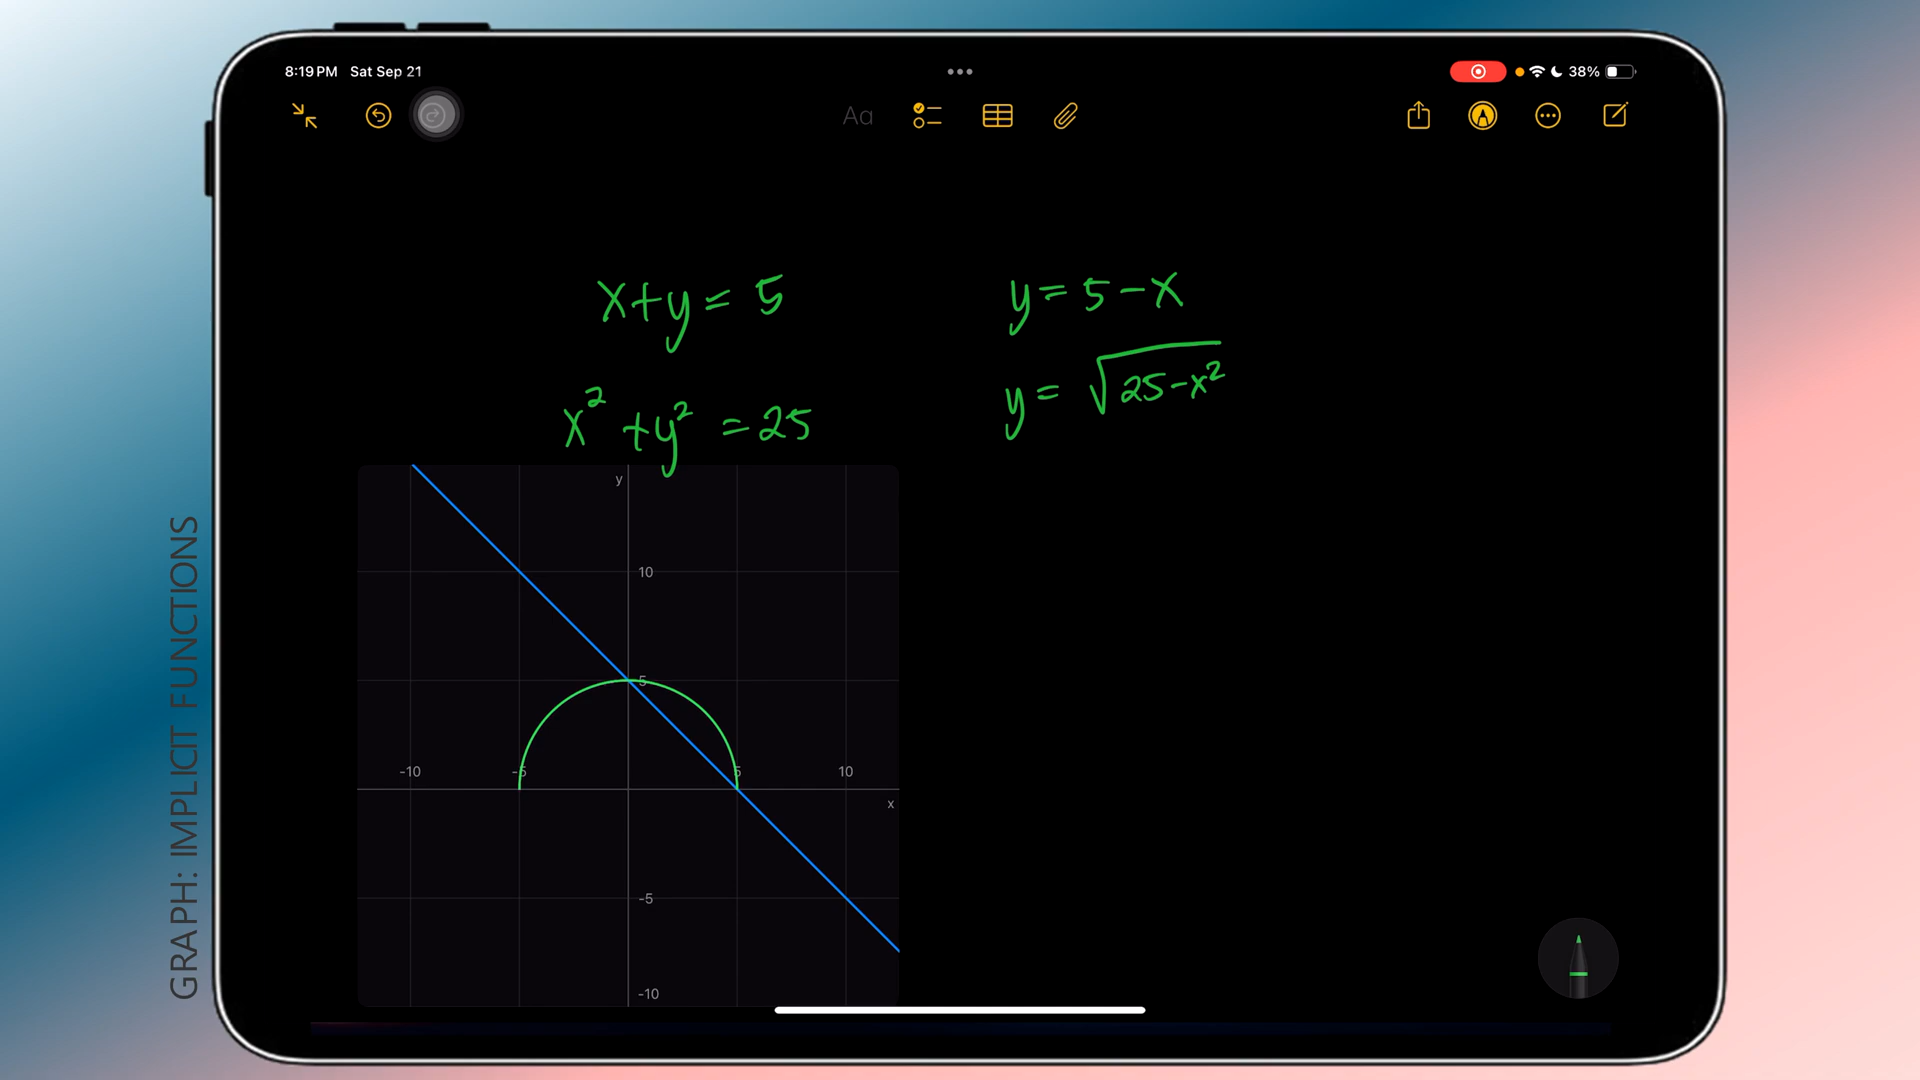 8:19 PM Sat Sep 21
38%
Aa
x+y = 5
y = 5-x
x² + y² = 25
y = √25-x²
y
10
5
-10
-5
5
10
x
-5
-10
GRAPH: IMPLICIT FUNCTIONS